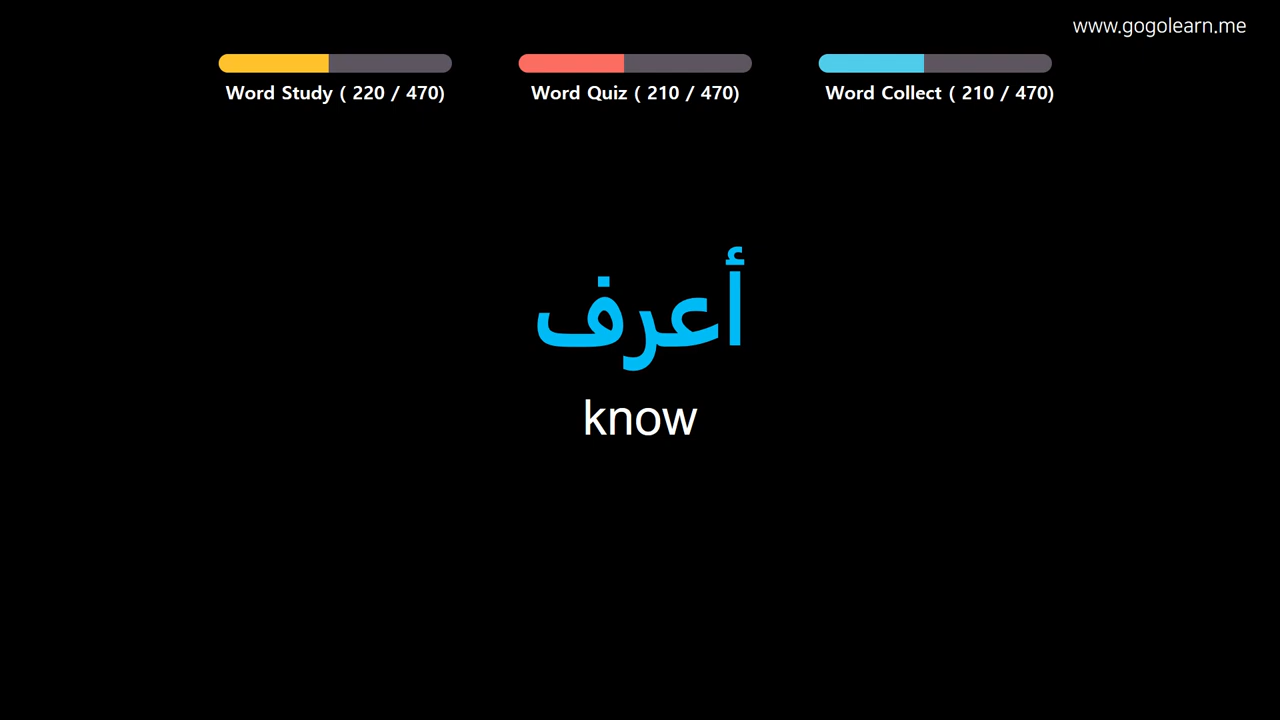 www.gogolearn.me
Word Study ( 220 / 470)
Word Quiz ( 210 / 470)
Word Collect ( 210 / 470)
أعرف
know